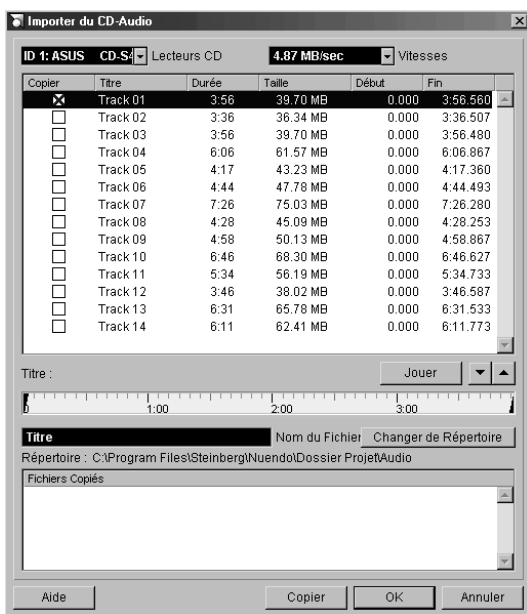 Importer du CD-Audio
ID 1: ASUS CD-S4 Lecteurs CD 4.87 MB/sec Vitesses
Copier Titre Durée Taille Début Fin
Track 01 3:56 39.70 MB 0.000 3:56.560
Track 02 3:36 36.34 MB 0.000 3:36.507
Track 03 3:56 39.70 MB 0.000 3:56.480
Track 04 6:06 61.57 MB 0.000 6:06.867
Track 05 4:17 43.23 MB 0.000 4:17.360
Track 06 4:44 47.78 MB 0.000 4:44.493
Track 07 7:26 75.03 MB 0.000 7:26.280
Track 08 4:28 45.09 MB 0.000 4:28.253
Track 09 4:58 50.13 MB 0.000 4:58.867
Track 10 6:46 68.30 MB 0.000 6:46.627
Track 11 5:34 56.19 MB 0.000 5:34.733
Track 12 3:46 38.02 MB 0.000 3:46.587
Track 13 6:31 65.78 MB 0.000 6:31.533
Track 14 6:11 62.41 MB 0.000 6:11.773
Titre : Jouer
0 1:00 2:00 3:00
Titre Nom du Fichier Changer de Répertoire
Répertoire : C:\Program Files\Steinberg\Nuendo\Dossier Projet\Audio
Fichiers Copiés
Aide Copier OK Annuler